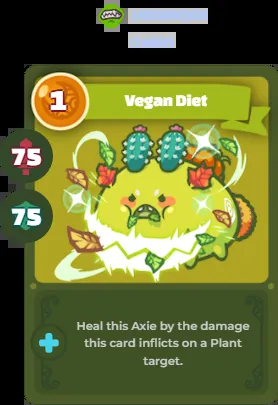 1
Vegan Diet
75
75
Heal this Axie by the damage
this card inflicts on a Plant
target.